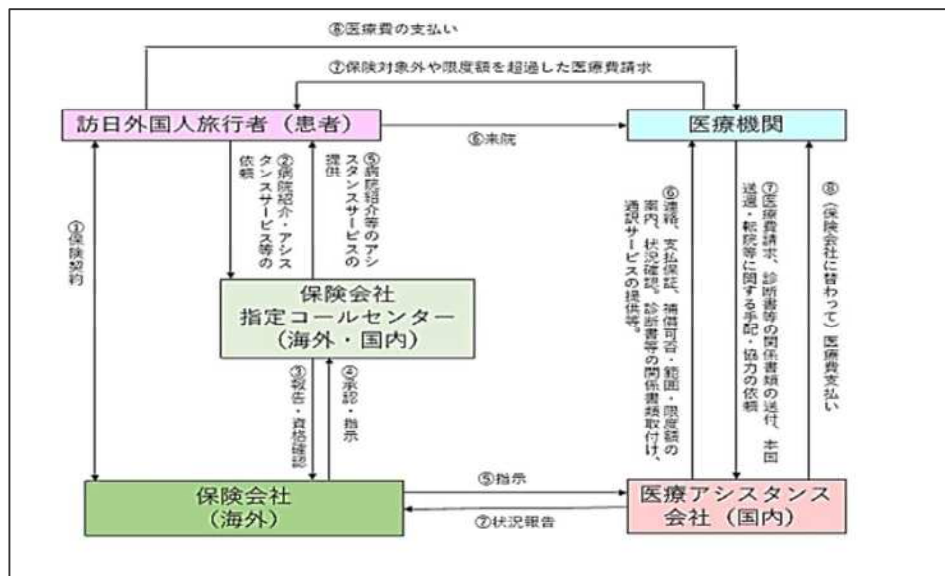 ⑧医療費の支払い
⑦保険対象外や限度額を超過した医療費請求
訪日外国人旅行者（患者）
医療機関
⑥来院
①保険契約
②病院紹介・アシス
タンスサービス等の
依頼
⑤病院紹介等のアシ
スタンスサービスの
提供
⑥連絡、支払保証、補償可否・範囲・限度額の
案内、状況確認。診断書等の関係書類取付け、
通訳サービスの提供等。
⑦医療費請求、診断書等の関係書類の送付、本国
送還・転院等に関する手配・協力の依頼
⑧（保険会社に替わって）医療費支払い
保険会社
指定コールセンター
（海外・国内）
③報告・資格確認
④承認・指示
保険会社
（海外）
⑤指示
⑦状況報告
医療アシスタンス
会社（国内）